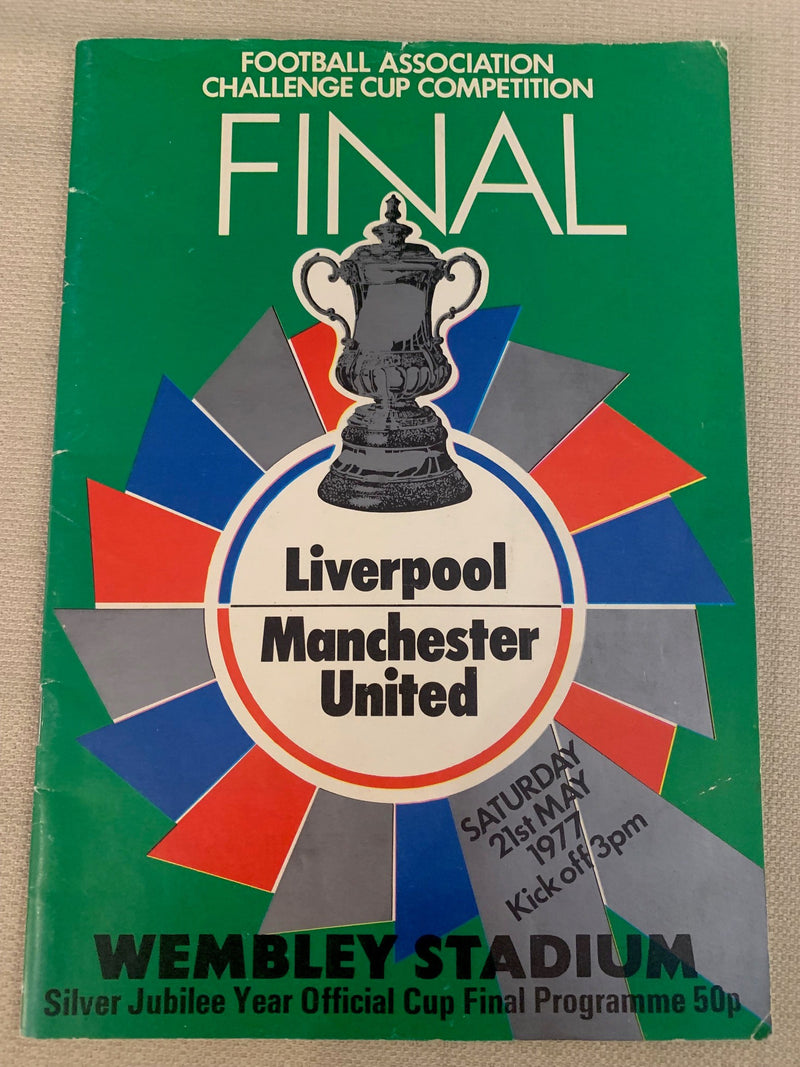 FOOTBALL ASSOCIATION
CHALLENGE CUP COMPETITION
FINAL
Liverpool
Manchester
United
SATURDAY
21st MAY
1977
Kick off 3pm
WEMBLEY STADIUM
Silver Jubilee Year Official Cup Final Programme 50p